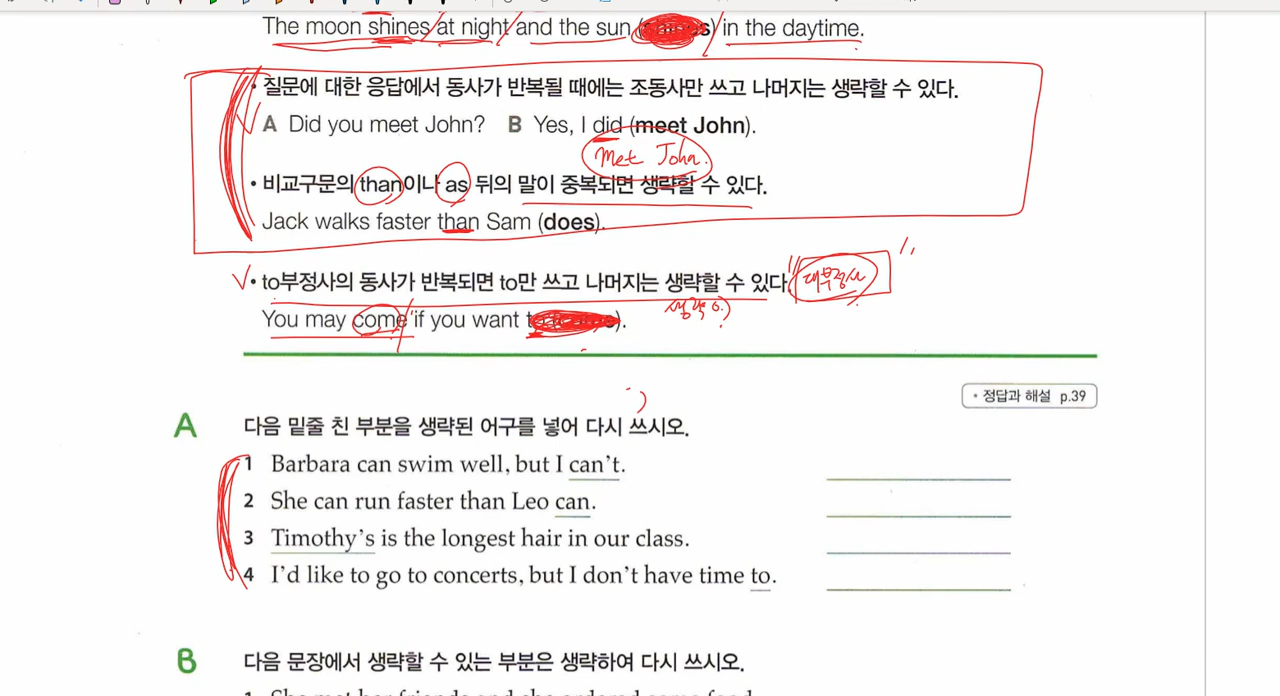 The moon shines at night and the sun in the daytime.
• 질문에 대한 응답에서 동사가 반복될 때에는 조동사만 쓰고 나머지는 생략할 수 있다.
A Did you meet John? B Yes, I did (meet John).
Met John.
• 비교구문의 than이나 as 뒤의 말이 중복되면 생략할 수 있다.
Jack walks faster than Sam (does).
• to부정사의 동사가 반복되면 to만 쓰고 나머지는 생략할 수 있다.
대부정사
You may come if you want
• 정답과 해설 p.39
A 다음 밑줄 친 부분을 생략된 어구를 넣어 다시 쓰시오.
1 Barbara can swim well, but I can't.
2 She can run faster than Leo can.
3 Timothy's is the longest hair in our class.
4 I'd like to go to concerts, but I don't have time to.
B 다음 문장에서 생략할 수 있는 부분은 생략하여 다시 쓰시오.